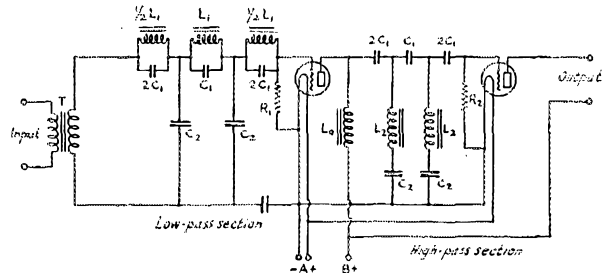 ½L₁ L₁ ½L₁
2C₁ C₁ 2C₁
2C₁ C₁ 2C₁
T
Input
R₁
C₂ C₂
L₀ L₂ L₂
R₂
Output
C₂ C₂
Low-pass section
High-pass section
-A+ B+